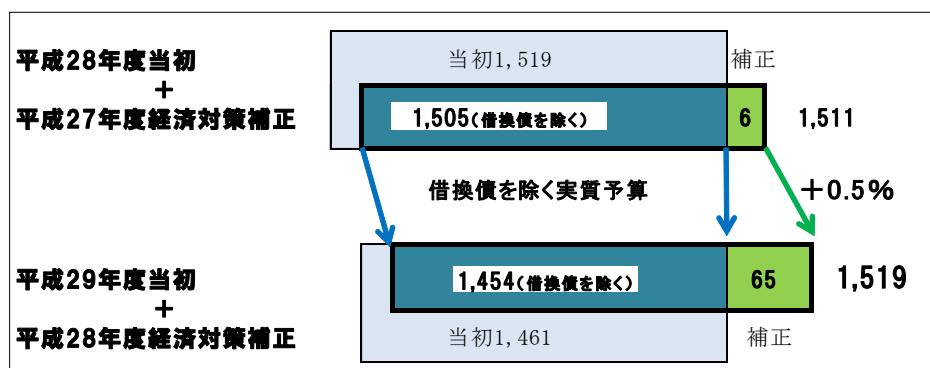 平成28年度当初
+
平成27年度経済対策補正
当初1,519
補正
1,505(借換債を除く)
6
1,511
借換債を除く実質予算
+0.5%
平成29年度当初
+
平成28年度経済対策補正
1,454(借換債を除く)
65
1,519
当初1,461
補正